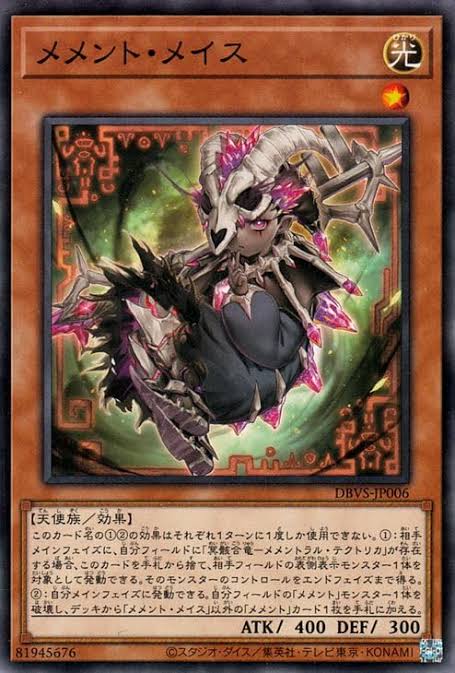 メメント・メイス
光
DBVS-JP006
【天使族／効果】
このカード名の①②の効果はそれぞれ1ターンに1度しか使用できない。①：相手
メインフェイズに、自分フィールドに「冥骸合竜－メメントラル・テクトリカ」が存在
する場合、このカードを手札から捨て、相手フィールドの表側表示モンスター1体を
対象として発動できる。そのモンスターのコントロールをエンドフェイズまで得る。
②：自分メインフェイズに発動できる。自分フィールドの「メメント」モンスター1体を
破壊し、デッキから「メメント・メイス」以外の「メメント」カード1枚を手札に加える。
ATK/ 400 DEF/ 300
81945676
©スタジオ・ダイス／集英社・テレビ東京・KONAMI